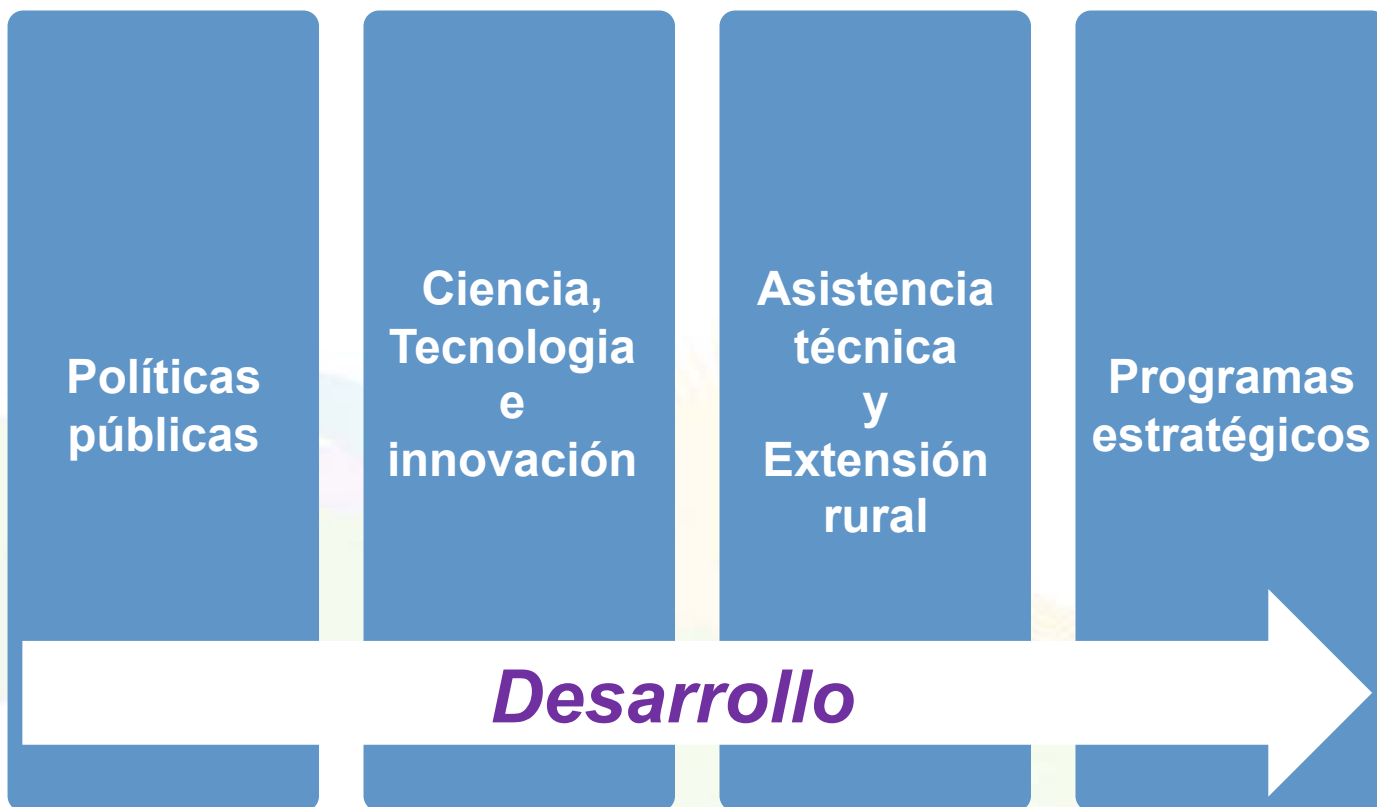 Políticas
públicas
Ciencia,
Tecnologia
e
innovación
Asistencia
técnica
y
Extensión
rural
Programas
estratégicos
Desarrollo